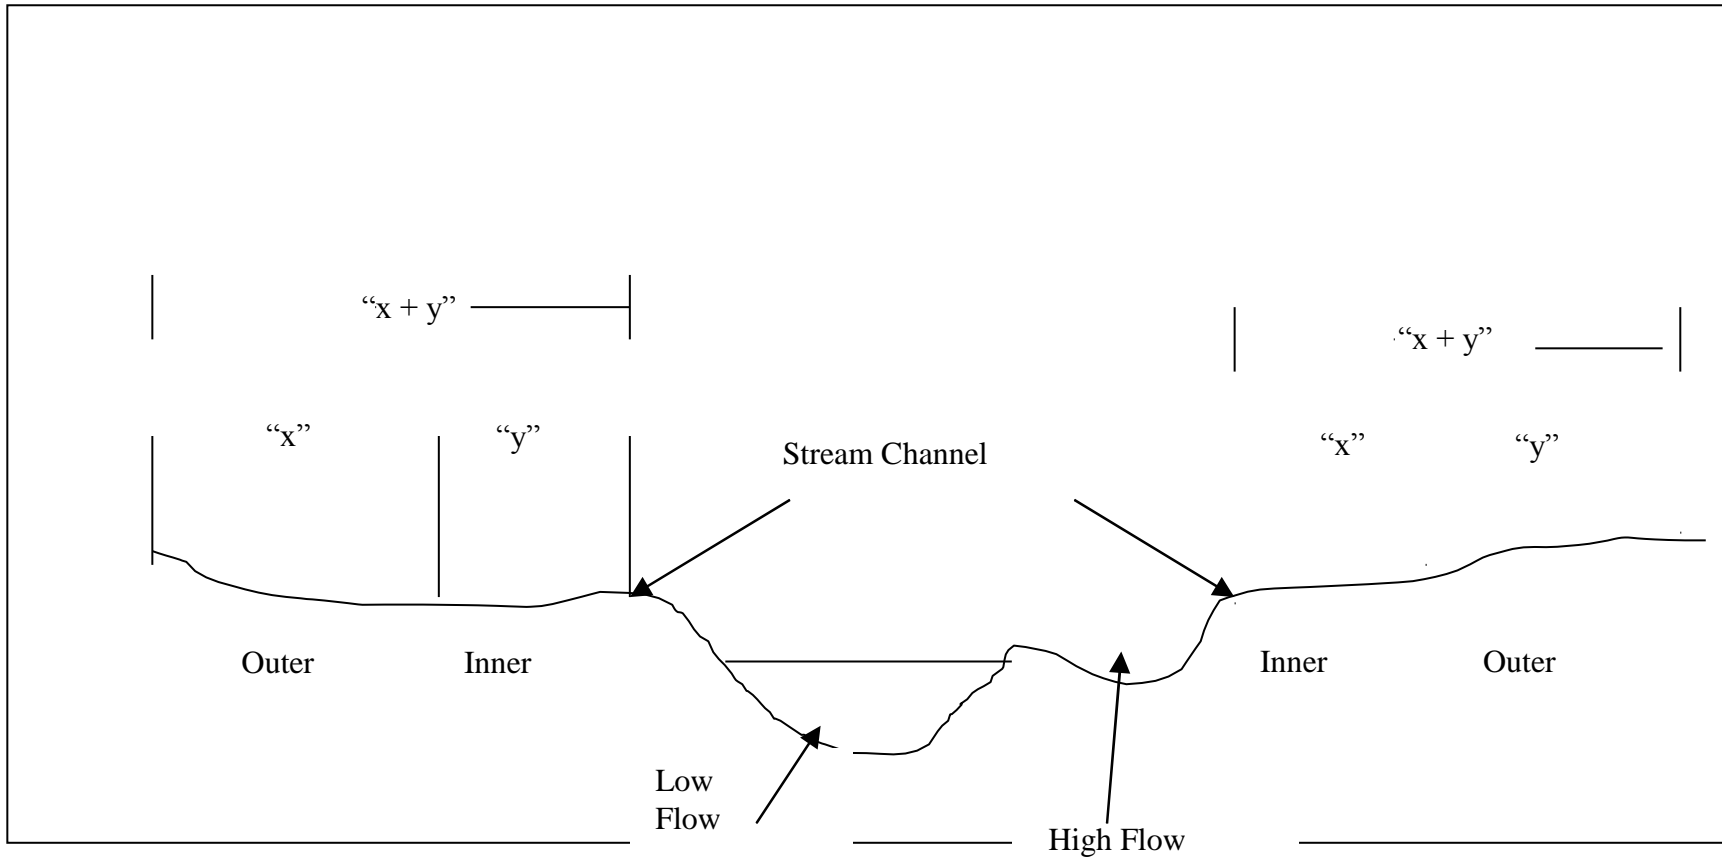 “x + y”
“x + y”
“x”
“y”
Stream Channel
“x”
“y”
Outer
Inner
Inner
Outer
Low
Flow
High Flow